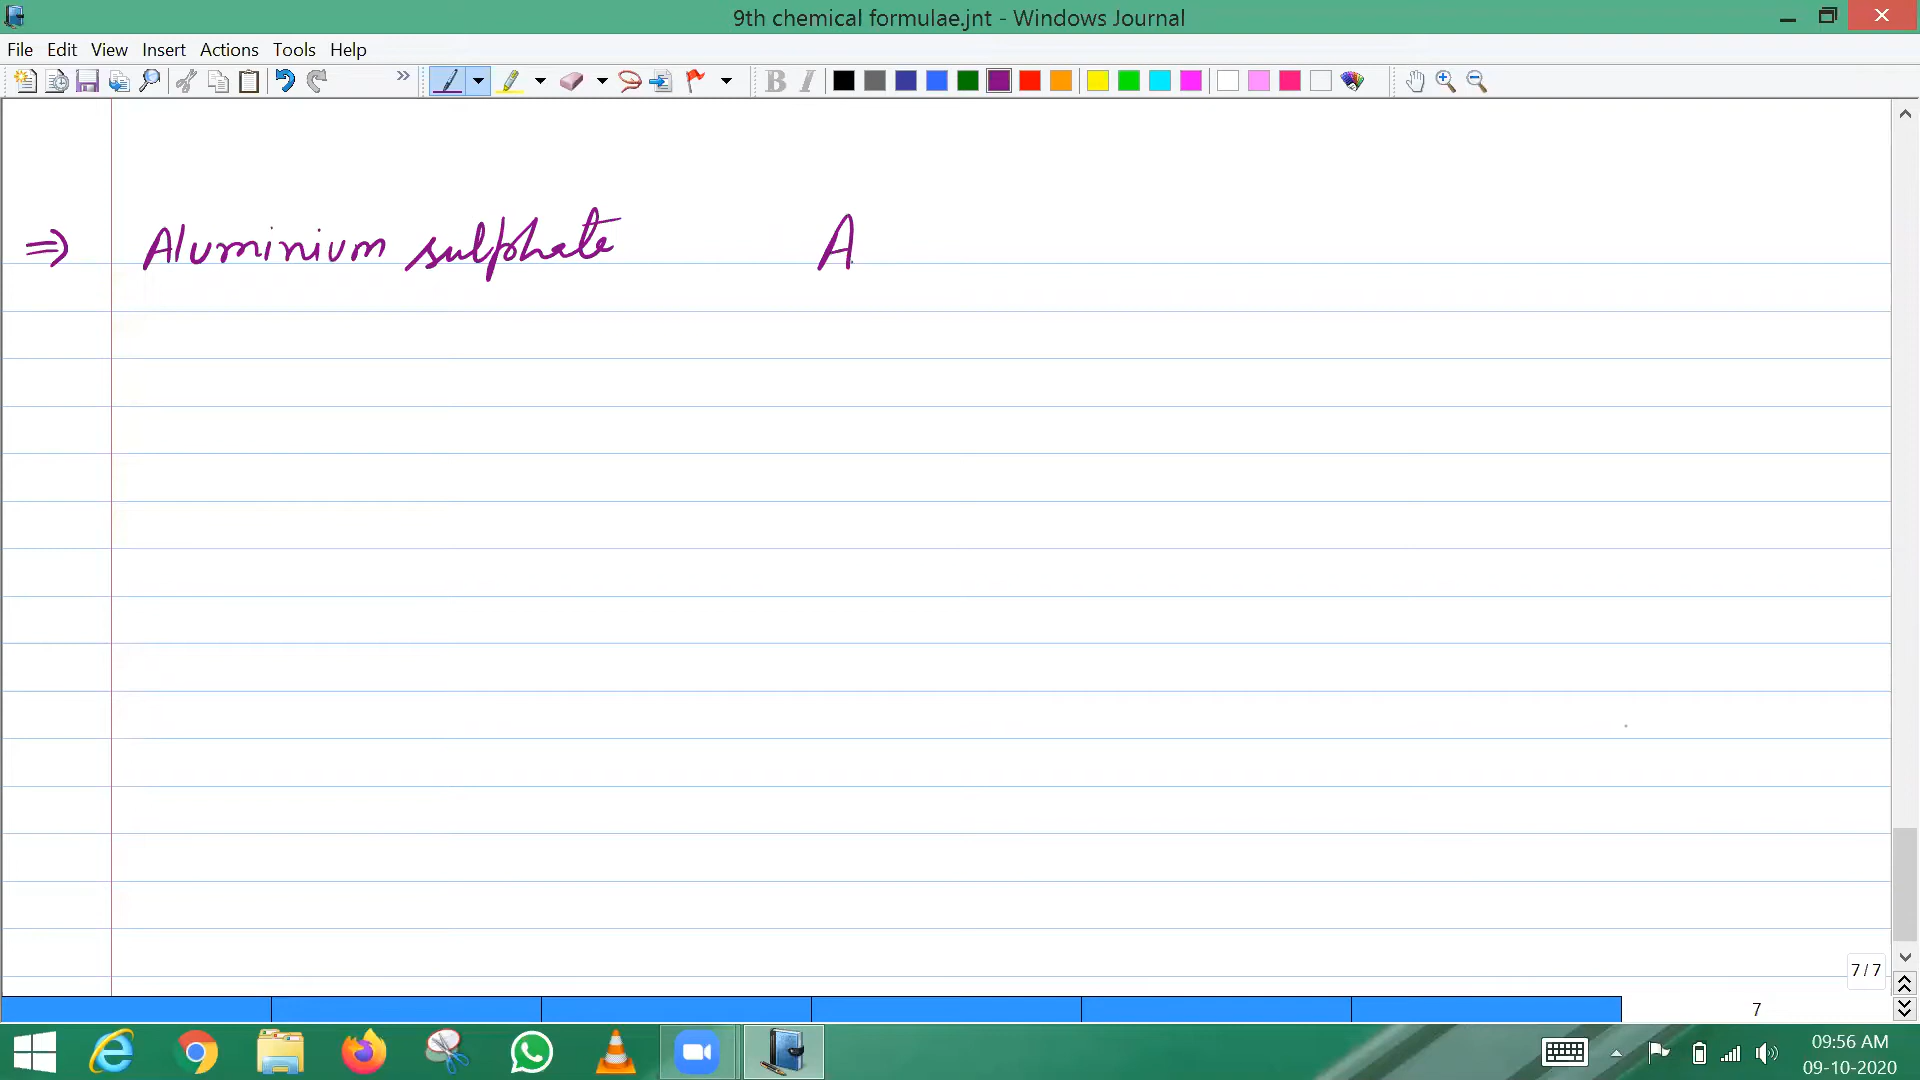 9th chemical formulae.jnt - Windows Journal
File Edit View Insert Actions Tools Help
» B I
⇒ Aluminium sulphate A
7 / 7
7
09:56 AM
09-10-2020